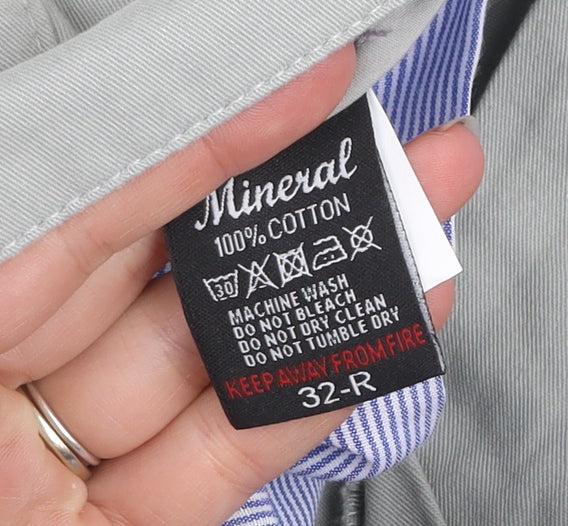 Mineral
100% COTTON
30
MACHINE WASH
DO NOT BLEACH
DO NOT DRY CLEAN
DO NOT TUMBLE DRY
KEEP AWAY FROM FIRE
32-R